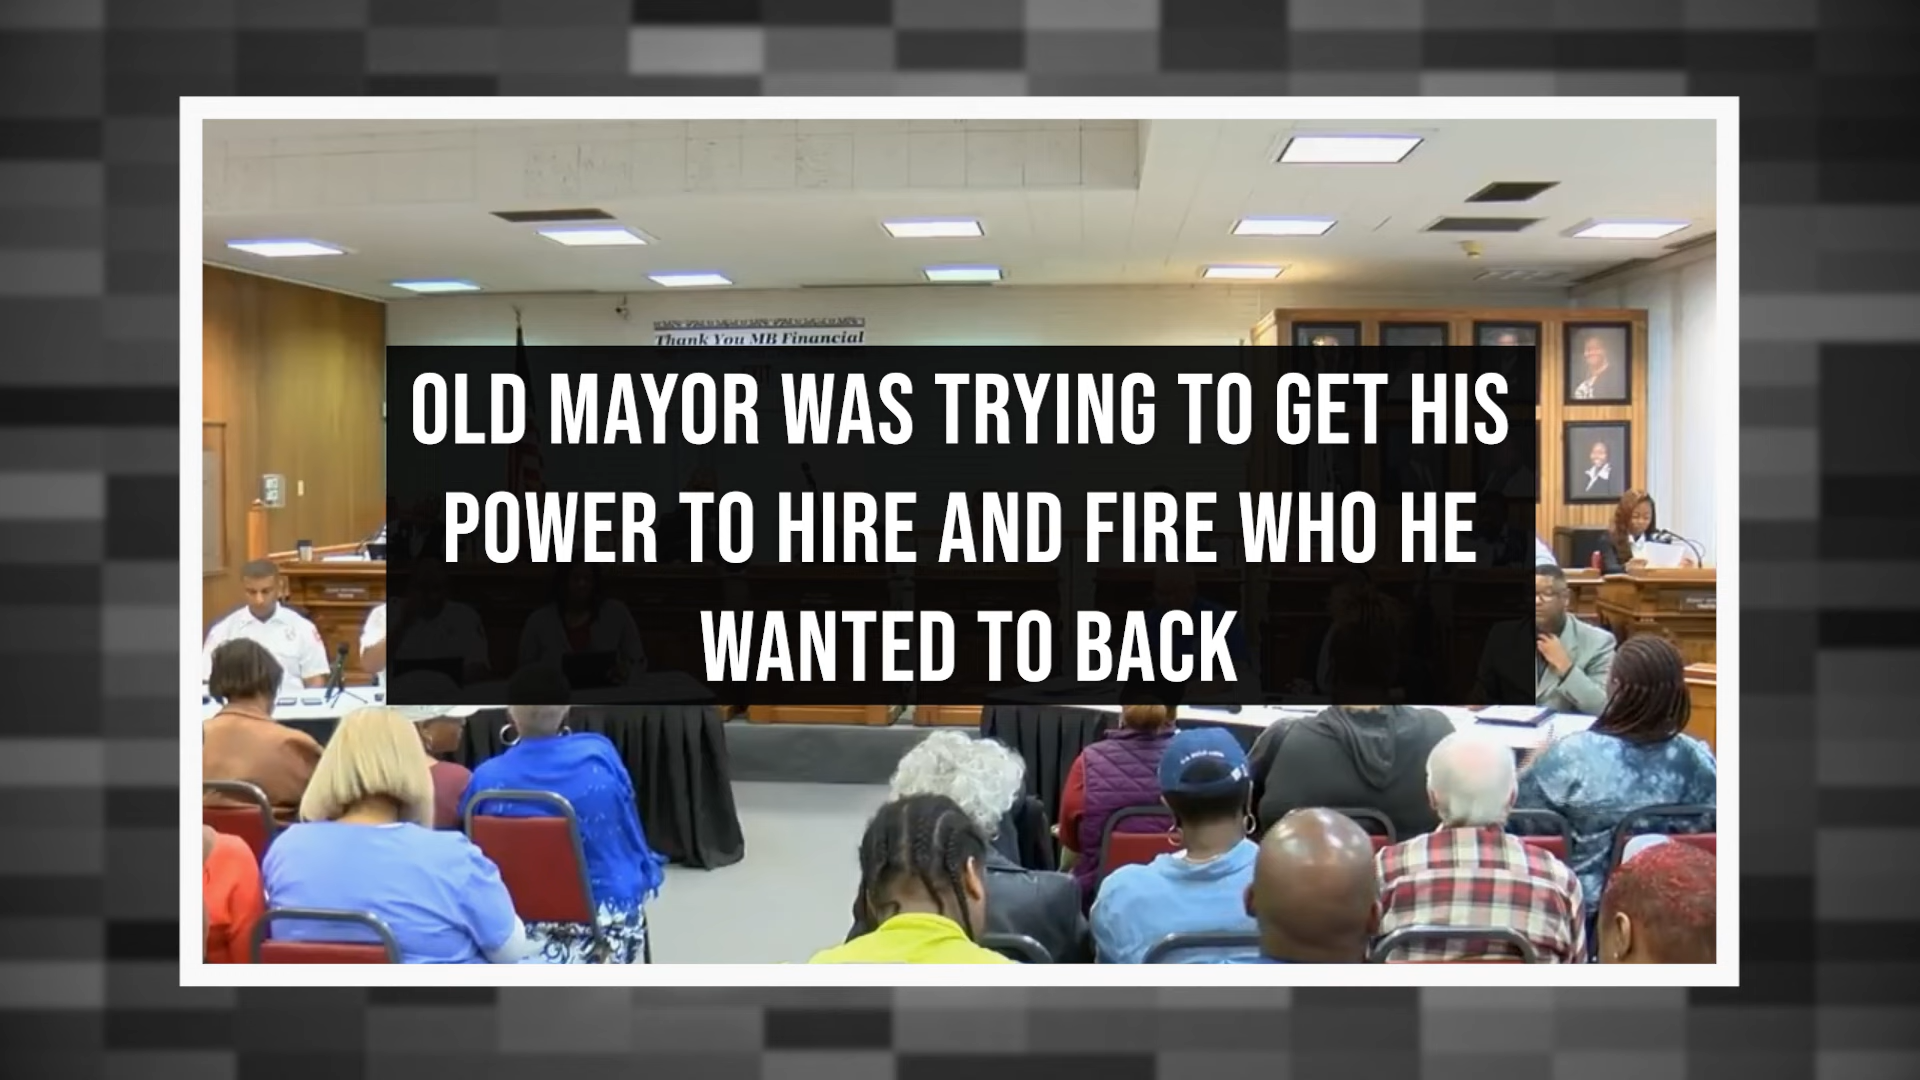 Thank You MB Financial
OLD MAYOR WAS TRYING TO GET HIS
POWER TO HIRE AND FIRE WHO HE
WANTED TO BACK